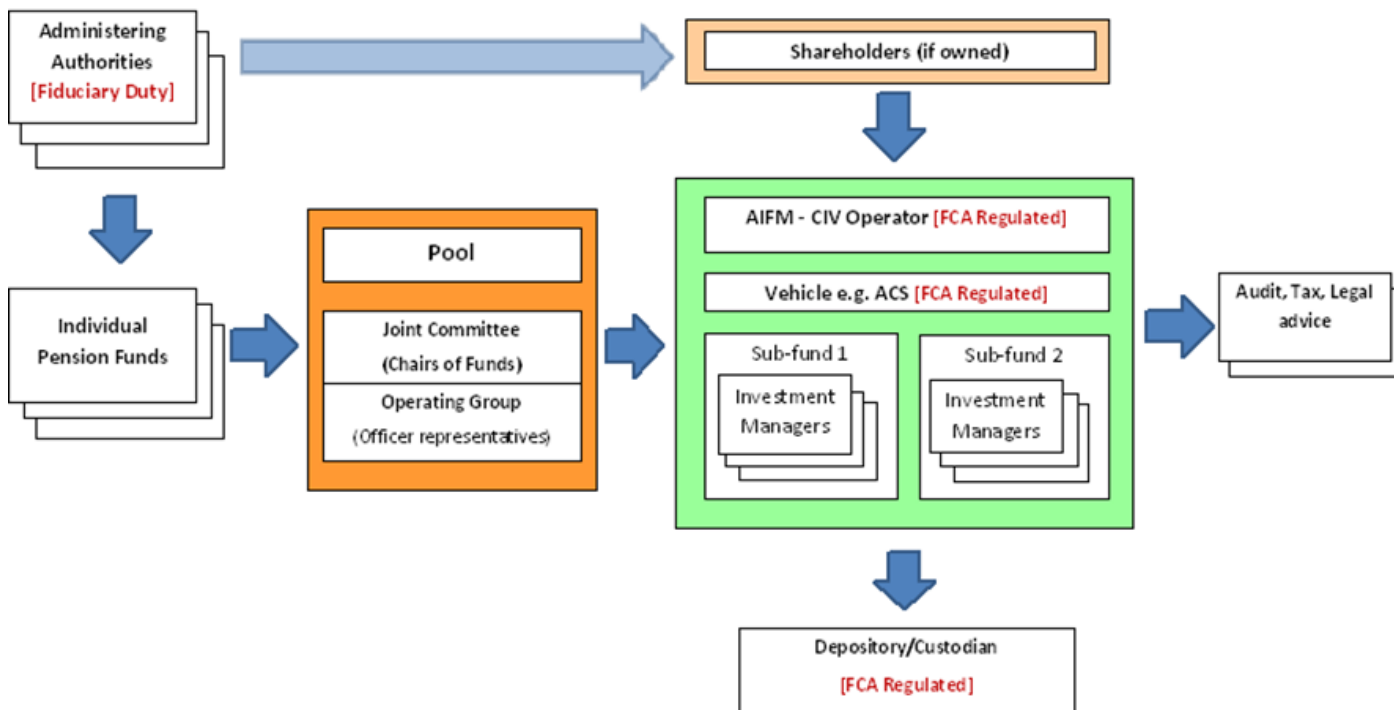 Administering
Authorities
[Fiduciary Duty]
Shareholders (if owned)
Individual
Pension Funds
Pool
Joint Committee
(Chairs of Funds)
Operating Group
(Officer representatives)
AIFM - CIV Operator [FCA Regulated]
Vehicle e.g. ACS [FCA Regulated]
Sub-fund 1
Investment
Managers
Sub-fund 2
Investment
Managers
Audit, Tax, Legal
advice
Depository/Custodian
[FCA Regulated]